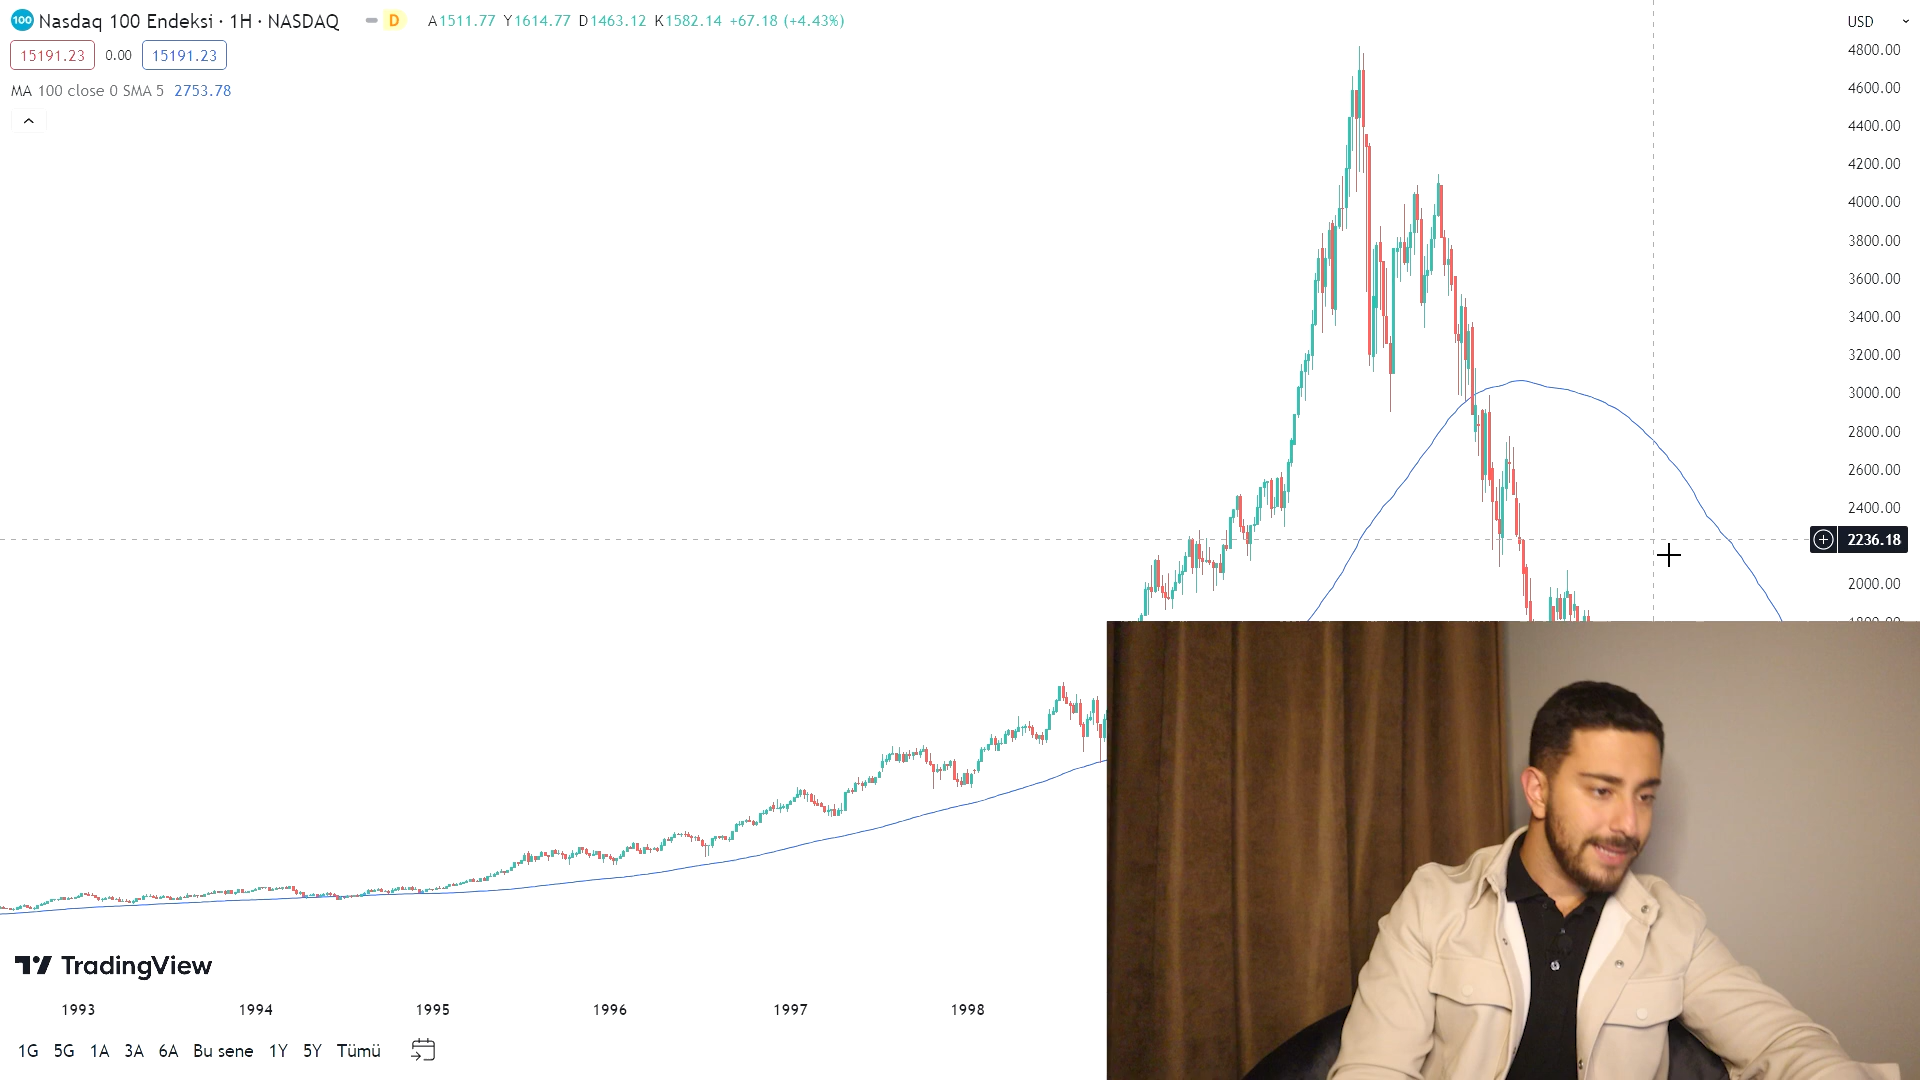 100 Nasdaq 100 Endeksi · 1H · NASDAQ D A1511.77 Y1614.77 D1463.12 K1582.14 +67.18 (+4.43%)
15191.23 0.00 15191.23
MA 100 close 0 SMA 5 2753.78
USD
4800.00
4600.00
4400.00
4200.00
4000.00
3800.00
3600.00
3400.00
3200.00
3000.00
2800.00
2600.00
2400.00
2236.18
2000.00
1800.00
TradingView
1993 1994 1995 1996 1997 1998
1G 5G 1A 3A 6A Bu sene 1Y 5Y Tümü